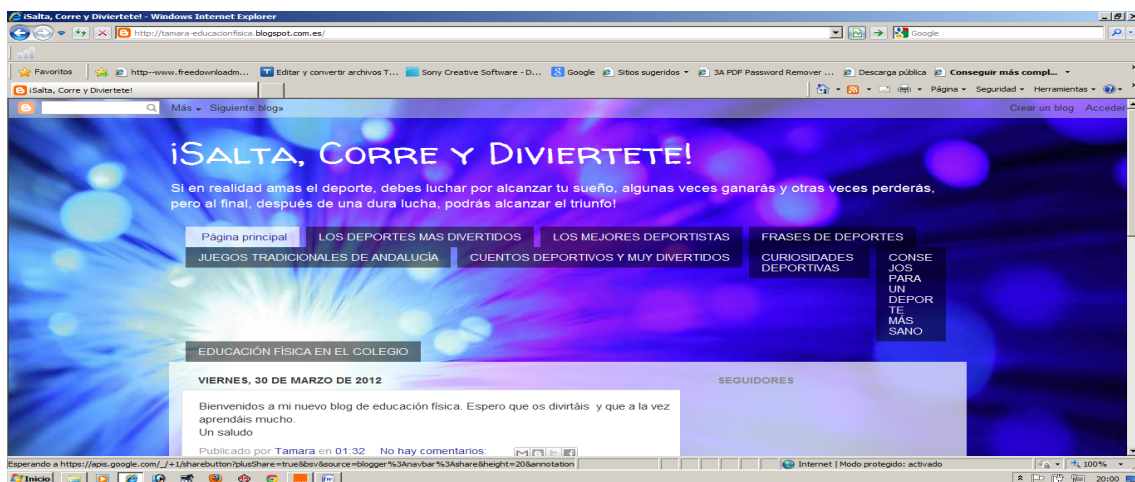 ¡Salta, Corre y Diviertete! - Windows Internet Explorer
http://tamara-educacionfisica.blogspot.com.es/
Google
Favoritos http--www.freedownloadm... Editar y convertir archivos T... Sony Creative Software - D... Google Sitios sugeridos 3A PDF Password Remover ... Descarga pública Conseguir más compl...
¡Salta, Corre y Diviertete!
Página Seguridad Herramientas
Más Siguiente blog» Crear un blog Acceder
¡SALTA, CORRE Y DIVIERTETE!
Si en realidad amas el deporte, debes luchar por alcanzar tu sueño, algunas veces ganarás y otras veces perderás,
pero al final, después de una dura lucha, podrás alcanzar el triunfo!
Página principal LOS DEPORTES MAS DIVERTIDOS LOS MEJORES DEPORTISTAS FRASES DE DEPORTES
JUEGOS TRADICIONALES DE ANDALUCÍA CUENTOS DEPORTIVOS Y MUY DIVERTIDOS
CURIOSIDADES
DEPORTIVAS
CONSE
JOS
PARA
UN
DEPOR
TE
MÁS
SANO
EDUCACIÓN FÍSICA EN EL COLEGIO
VIERNES, 30 DE MARZO DE 2012
Bienvenidos a mi nuevo blog de educación física. Espero que os divirtáis y que a la vez
aprendáis mucho.
Un saludo
Publicado por Tamara en 01:32 No hay comentarios:
SEGUIDORES
Esperando a https://apis.google.com/_/+1/sharebutton?plusShare=true&bsv&source=blogger%3Anavbar%3Ashare&height=20&annotation
Internet | Modo protegido: activado
100%
Inicio
20:00